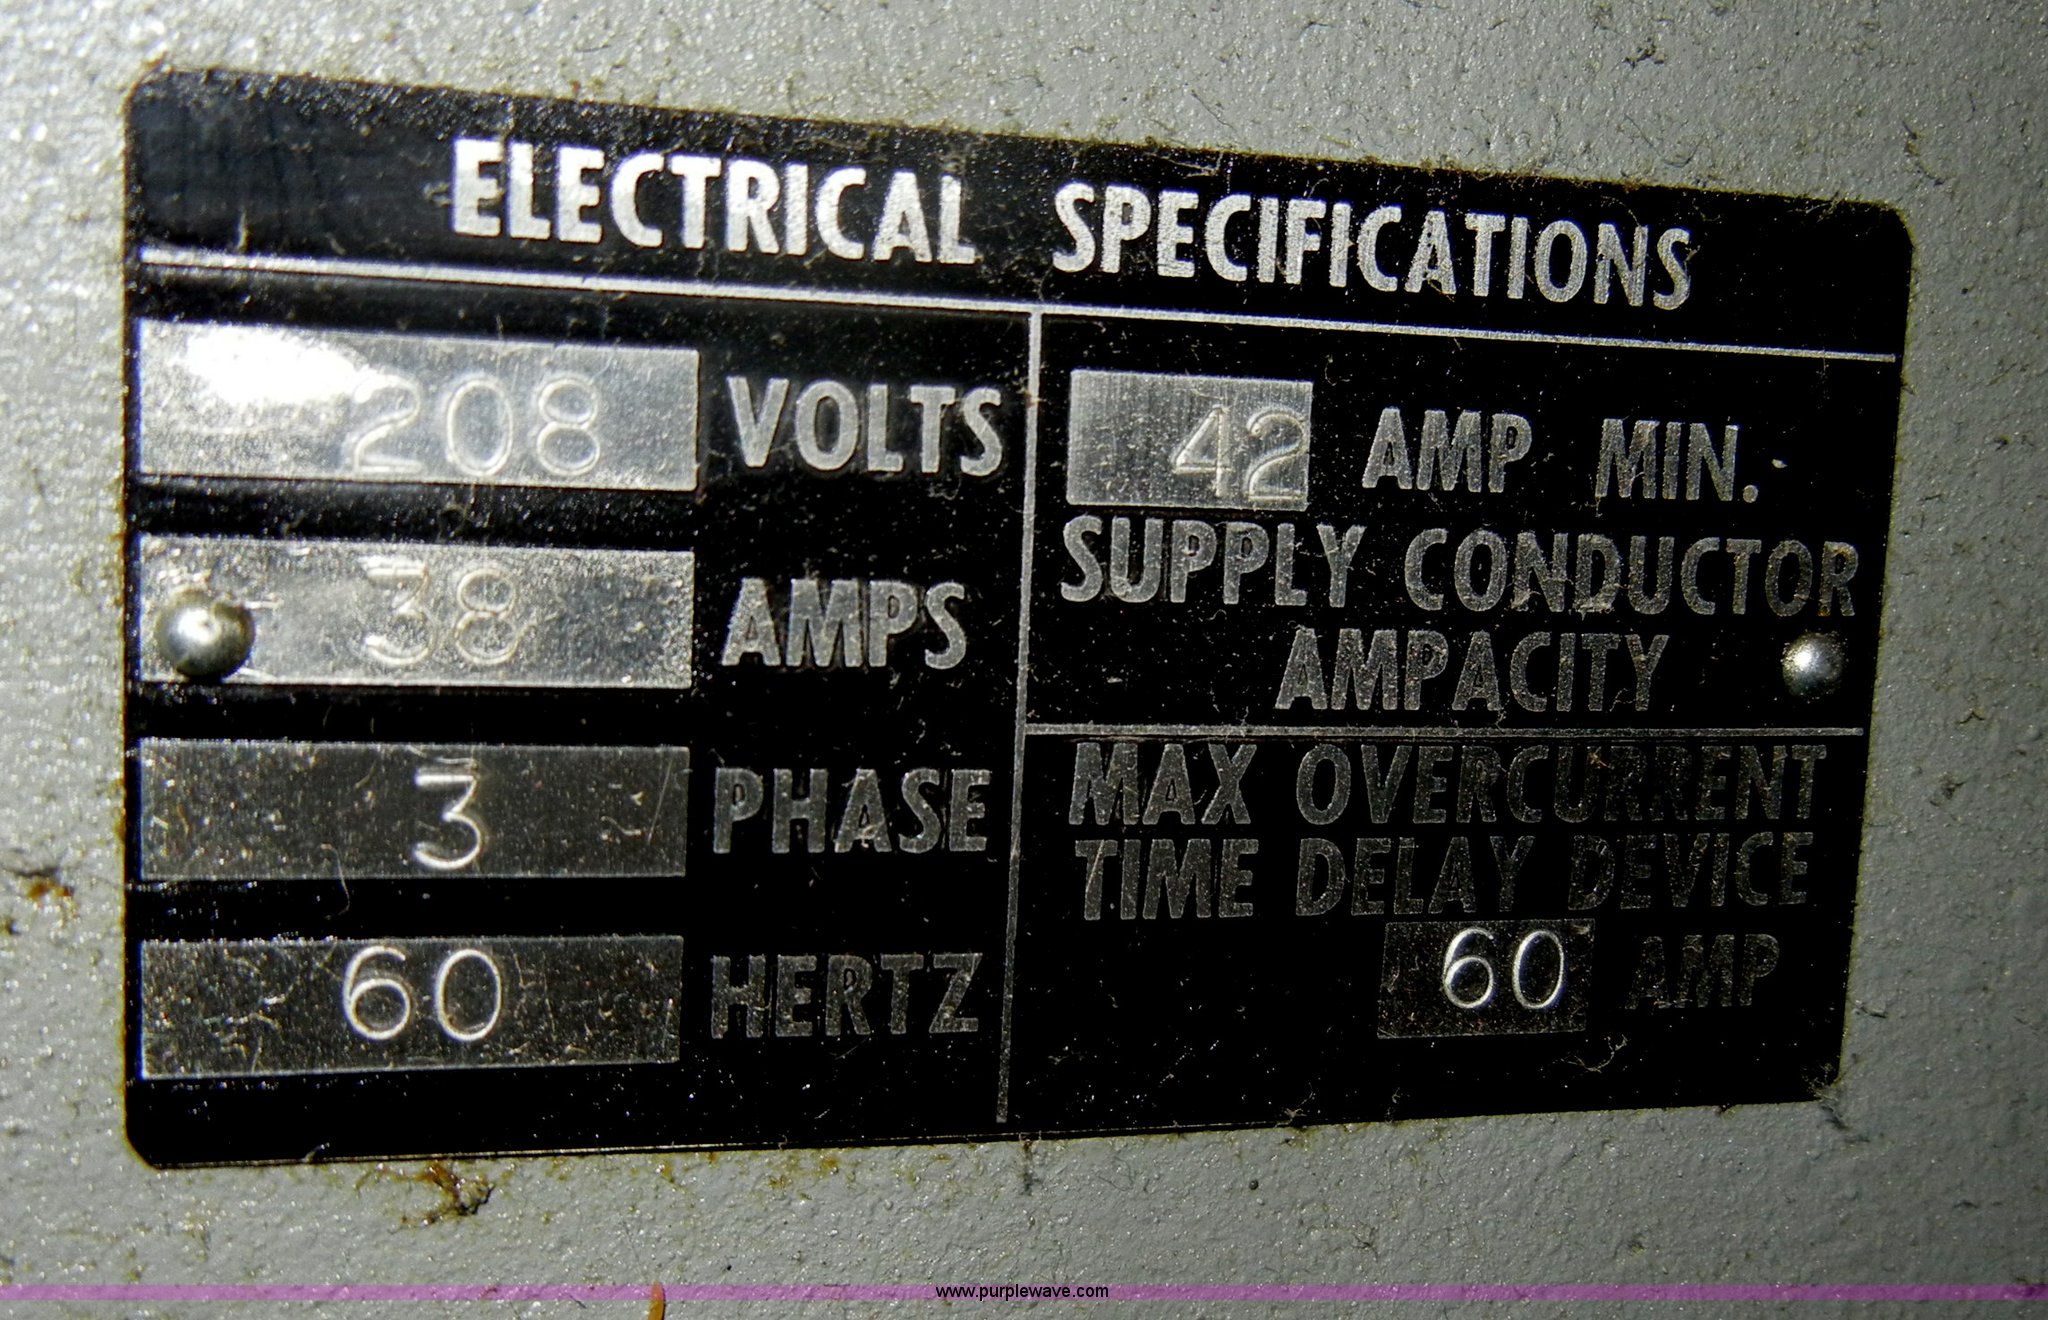 ELECTRICAL SPECIFICATIONS
208 VOLTS
38 AMPS
3 PHASE
60 HERTZ
42 AMP MIN.
SUPPLY CONDUCTOR
AMPACITY
MAX OVERCURRENT
TIME DELAY DEVICE
60 AMP
www.purplewave.com